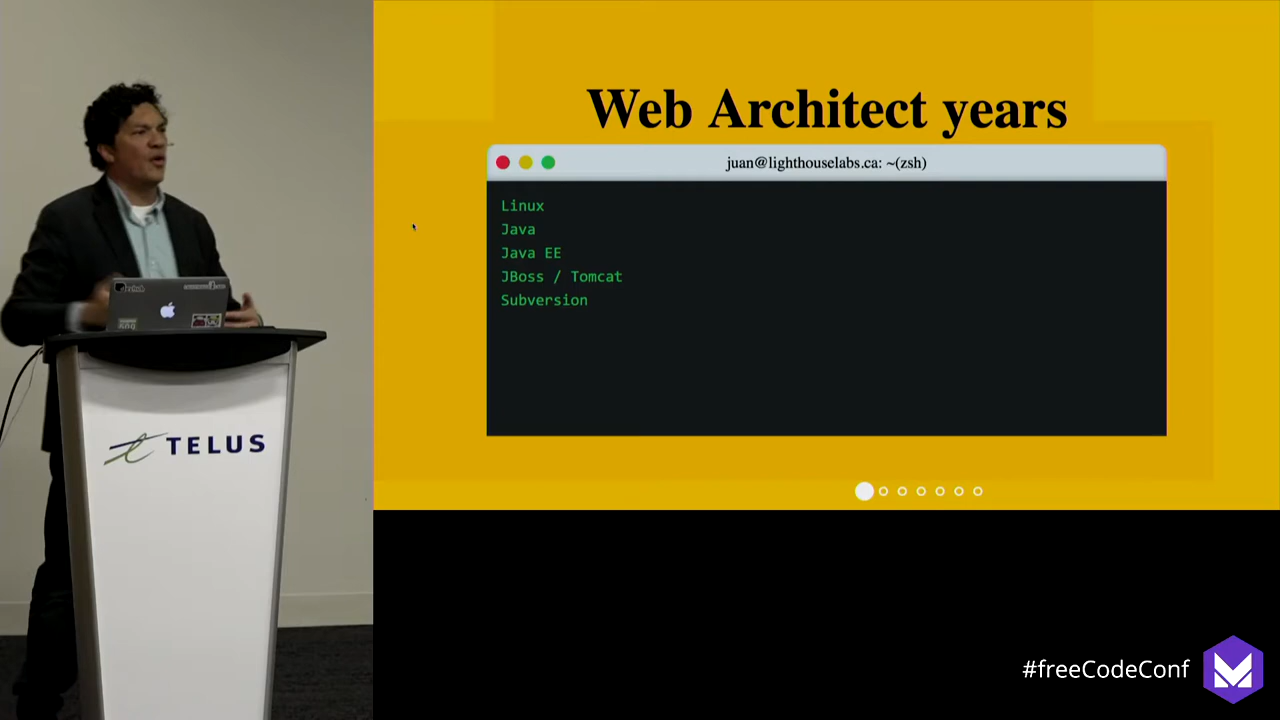 Web Architect years
juan@lighthouselabs.ca: ~(zsh)
Linux
Java
Java EE
JBoss / Tomcat
Subversion
TELUS
#freeCodeConf